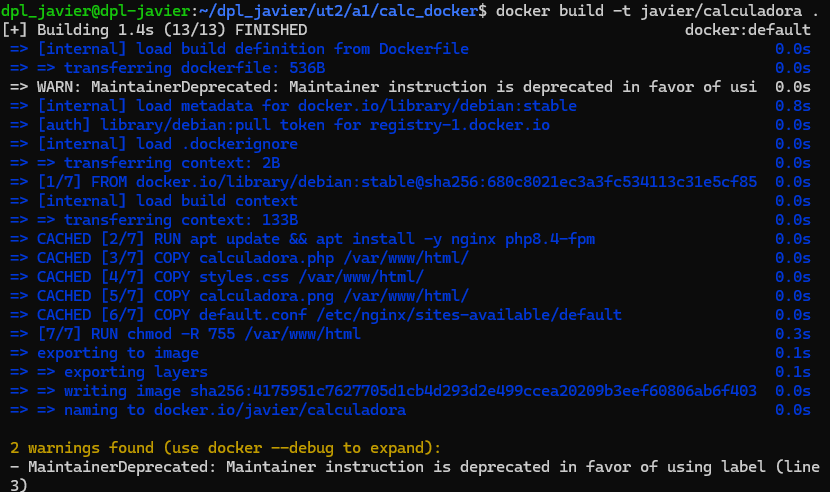 dpl_javier@dpl-javier:~/dpl_javier/ut2/a1/calc_docker$ docker build -t javier/calculadora .
[+] Building 1.4s (13/13) FINISHED docker:default
=> [internal] load build definition from Dockerfile 0.0s
=> => transferring dockerfile: 536B 0.0s
=> WARN: MaintainerDeprecated: Maintainer instruction is deprecated in favor of usi 0.0s
=> [internal] load metadata for docker.io/library/debian:stable 0.8s
=> [auth] library/debian:pull token for registry-1.docker.io 0.0s
=> [internal] load .dockerignore 0.0s
=> => transferring context: 2B 0.0s
=> [1/7] FROM docker.io/library/debian:stable@sha256:680c8021ec3a3fc534113c31e5cf85 0.0s
=> [internal] load build context 0.0s
=> => transferring context: 133B 0.0s
=> CACHED [2/7] RUN apt update && apt install -y nginx php8.4-fpm 0.0s
=> CACHED [3/7] COPY calculadora.php /var/www/html/ 0.0s
=> CACHED [4/7] COPY styles.css /var/www/html/ 0.0s
=> CACHED [5/7] COPY calculadora.png /var/www/html/ 0.0s
=> CACHED [6/7] COPY default.conf /etc/nginx/sites-available/default 0.0s
=> [7/7] RUN chmod -R 755 /var/www/html 0.3s
=> exporting to image 0.1s
=> => exporting layers 0.1s
=> => writing image sha256:4175951c7627705d1cb4d293d2e499ccea20209b3eef60806ab6f403 0.0s
=> => naming to docker.io/javier/calculadora 0.0s
2 warnings found (use docker --debug to expand):
- MaintainerDeprecated: Maintainer instruction is deprecated in favor of using label (line
3)